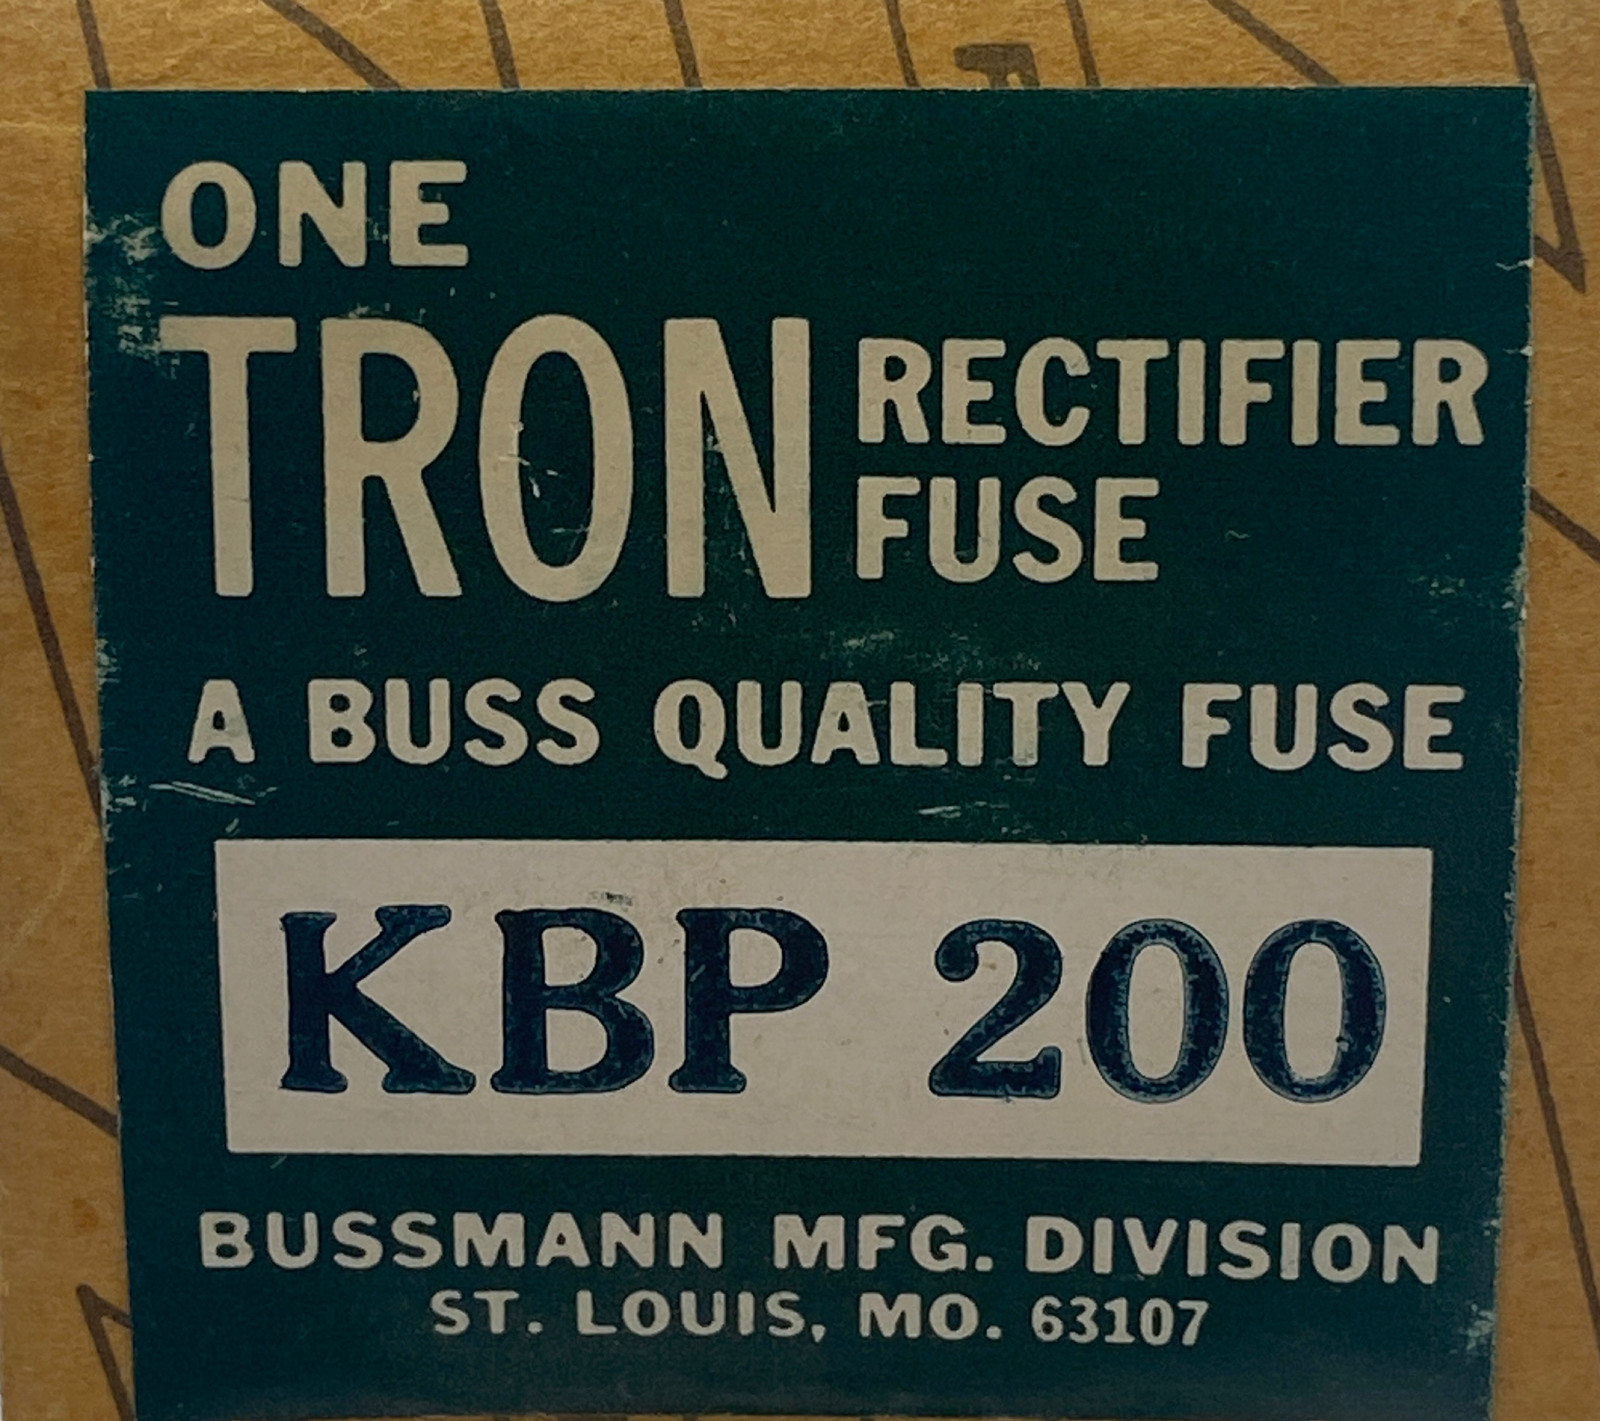 ONE
TRON RECTIFIER
FUSE
A BUSS QUALITY FUSE
KBP 200
BUSSMANN MFG. DIVISION
ST. LOUIS, MO. 63107